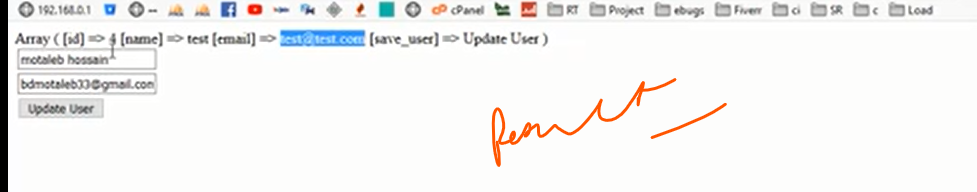 192.168.0.1 cPanel RT Project ebugs Fiverr ci SR c Load
Array ( [id] => 4 [name] => test [email] => test@test.com [save_user] => Update User )
motaleb hossain
bdmotaleb33@gmail.com
Update User